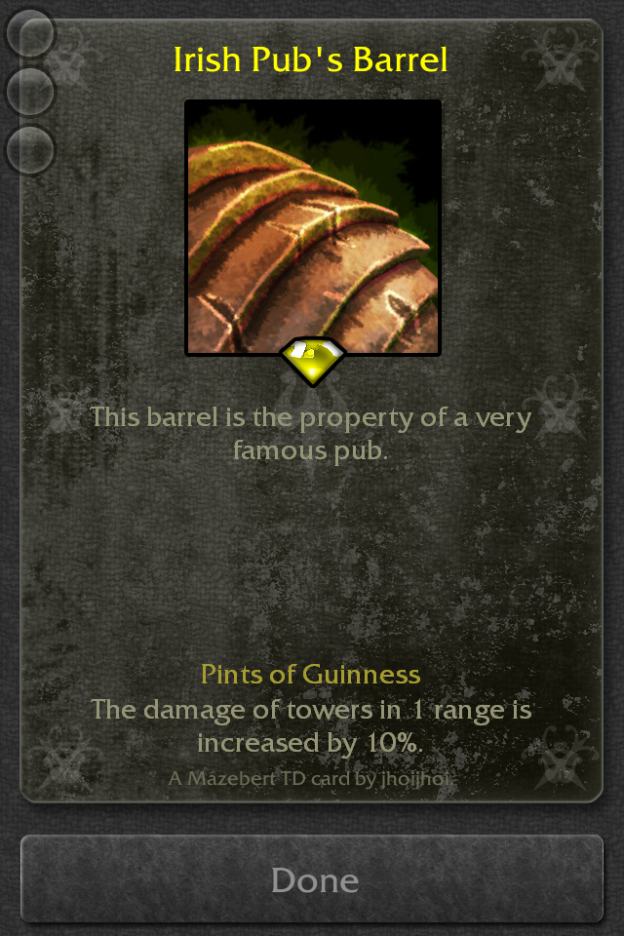 Irish Pub's Barrel
This barrel is the property of a very
famous pub.
Pints of Guinness
The damage of towers in 1 range is
increased by 10%.
A Mazebert TD card by jhoijhoi.
Done